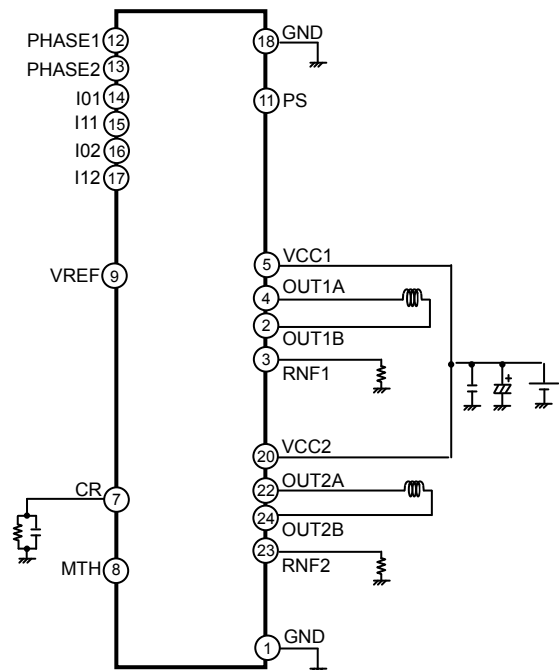 PHASE1 12
PHASE2 13
I01 14
I11 15
I02 16
I12 17
VREF 9
CR 7
MTH 8
18 GND
11 PS
5 VCC1
4 OUT1A
2 OUT1B
3 RNF1
20 VCC2
22 OUT2A
24 OUT2B
23 RNF2
1 GND
+